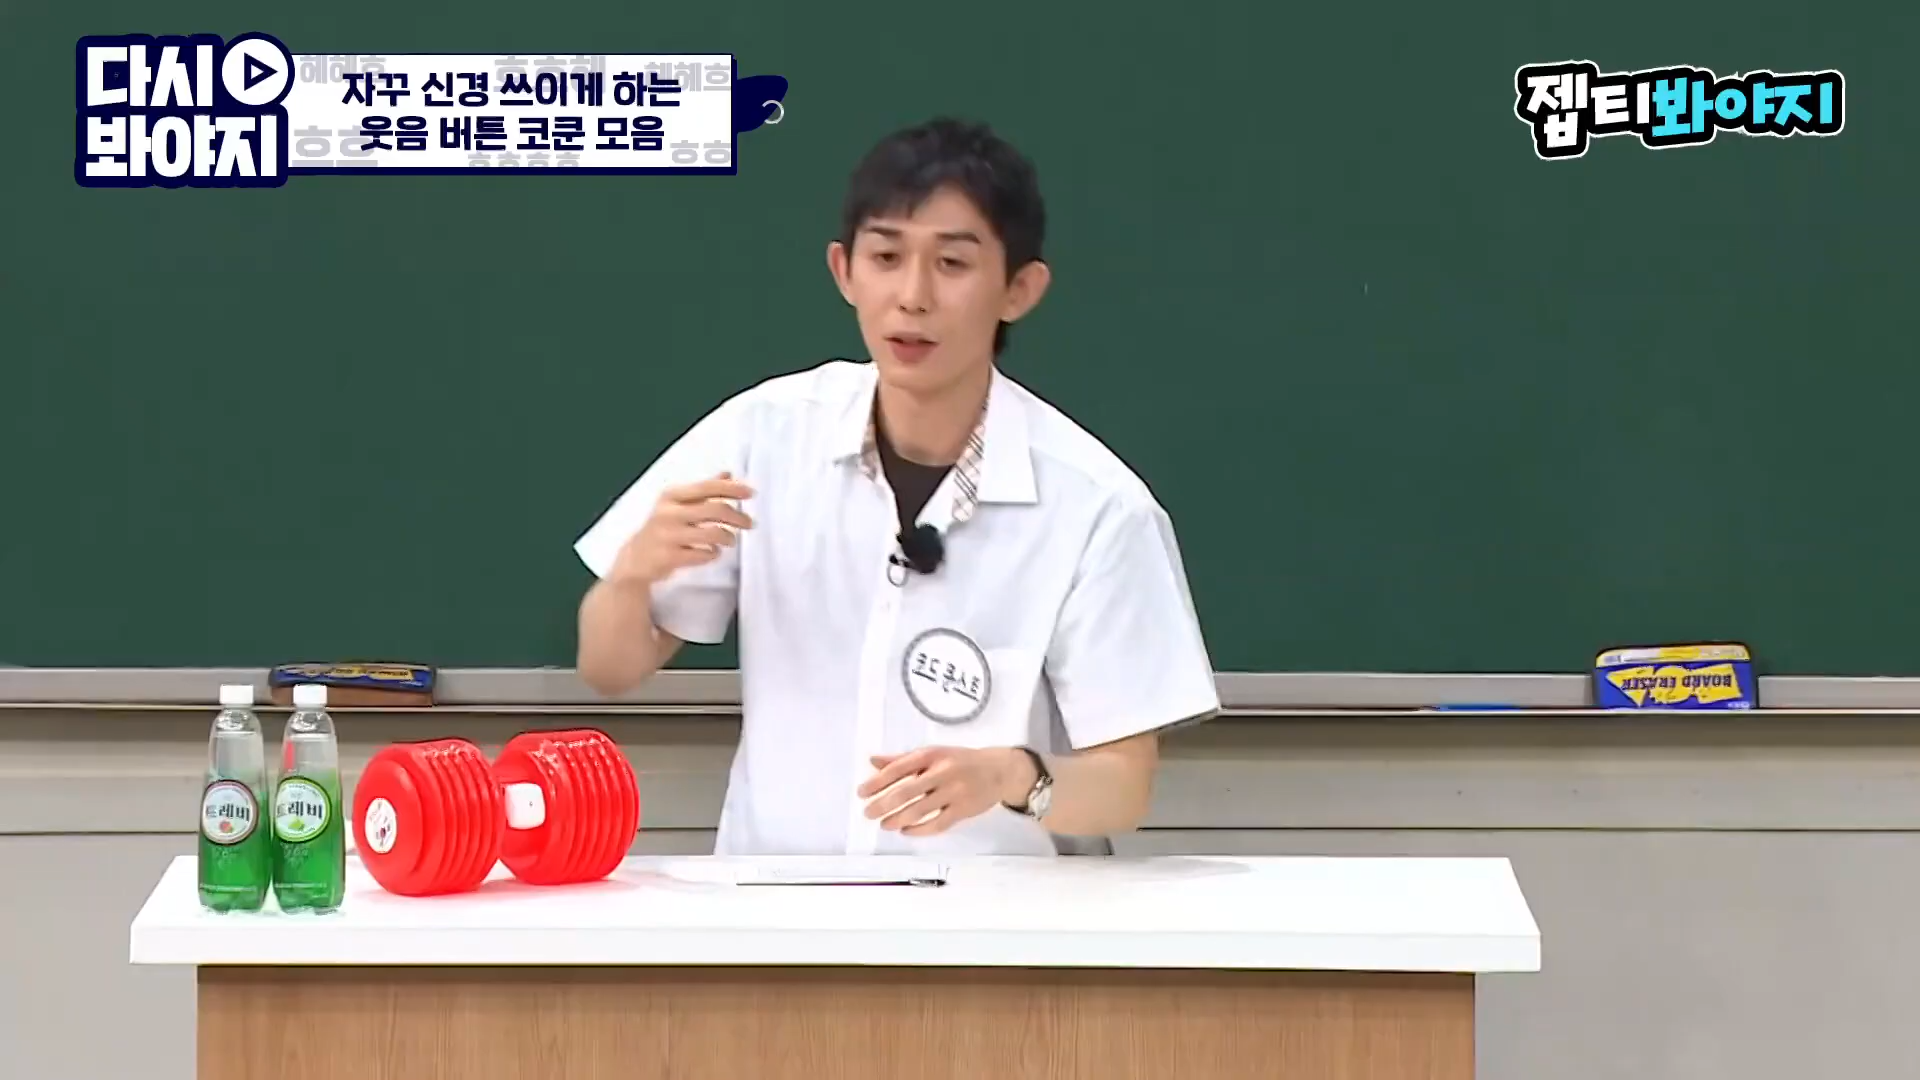 다시
봐야지
자꾸 신경 쓰이게 하는
웃음 버튼 코쿤 모음
젭티봐야지
코드쿤스트
BOARD ERASER
트레비
트레비